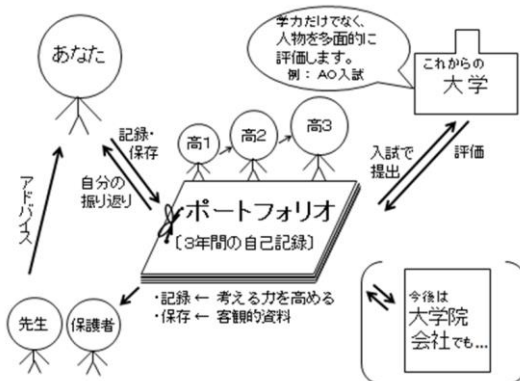 あなた
学力だけでなく、
人物を多面的に
評価します。
例：AO入試
これからの
大学
高1
高2
高3
記録・
保存
自分の
振り返り
アドバイス
入試で
提出
評価
ポートフォリオ
〔3年間の自己記録〕
・記録 ← 考える力を高める
・保存 ← 客観的資料
先生
保護者
今後は
大学院
会社でも…